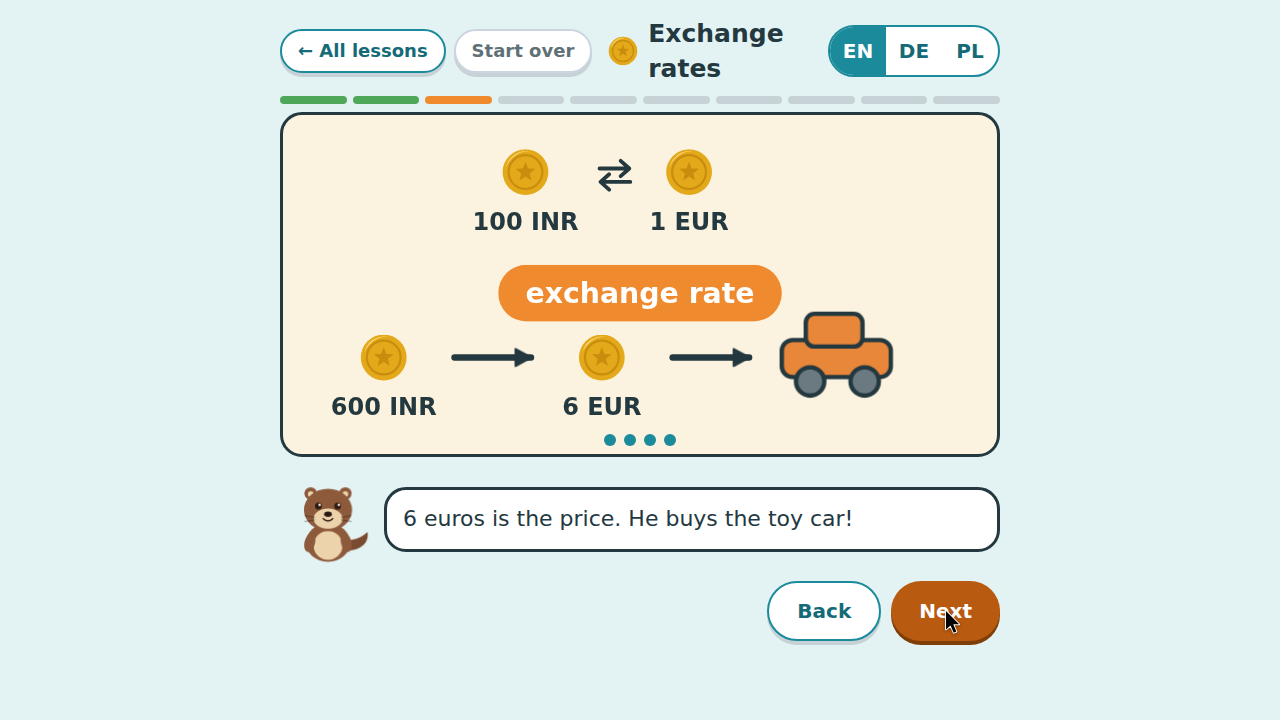 ← All lessons
Start over
Exchange
rates
EN DE PL
100 INR
1 EUR
exchange rate
600 INR
6 EUR
6 euros is the price. He buys the toy car!
Back
Next